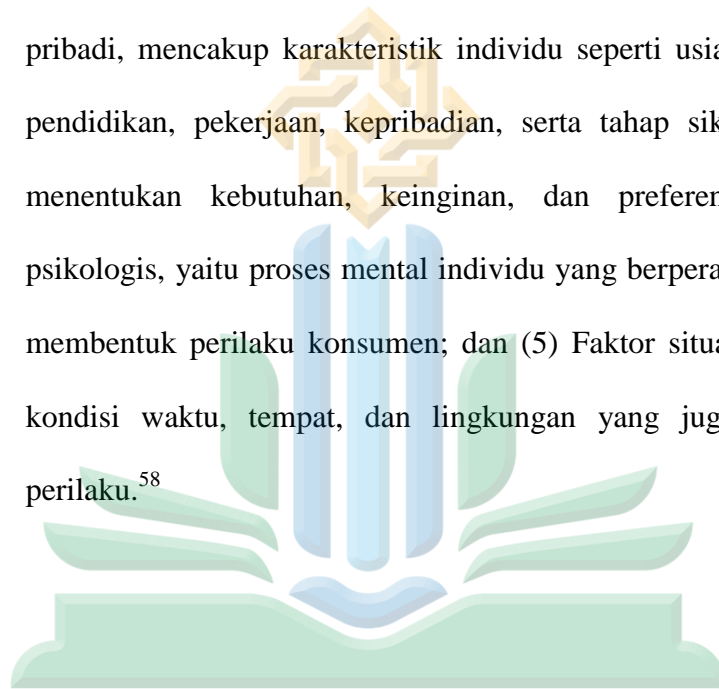 pribadi, mencakup karakteristik individu seperti usia
pendidikan, pekerjaan, kepribadian, serta tahap sik
menentukan kebutuhan, keinginan, dan preferen
psikologis, yaitu proses mental individu yang berpera
membentuk perilaku konsumen; dan (5) Faktor situa
kondisi waktu, tempat, dan lingkungan yang jug
perilaku.58